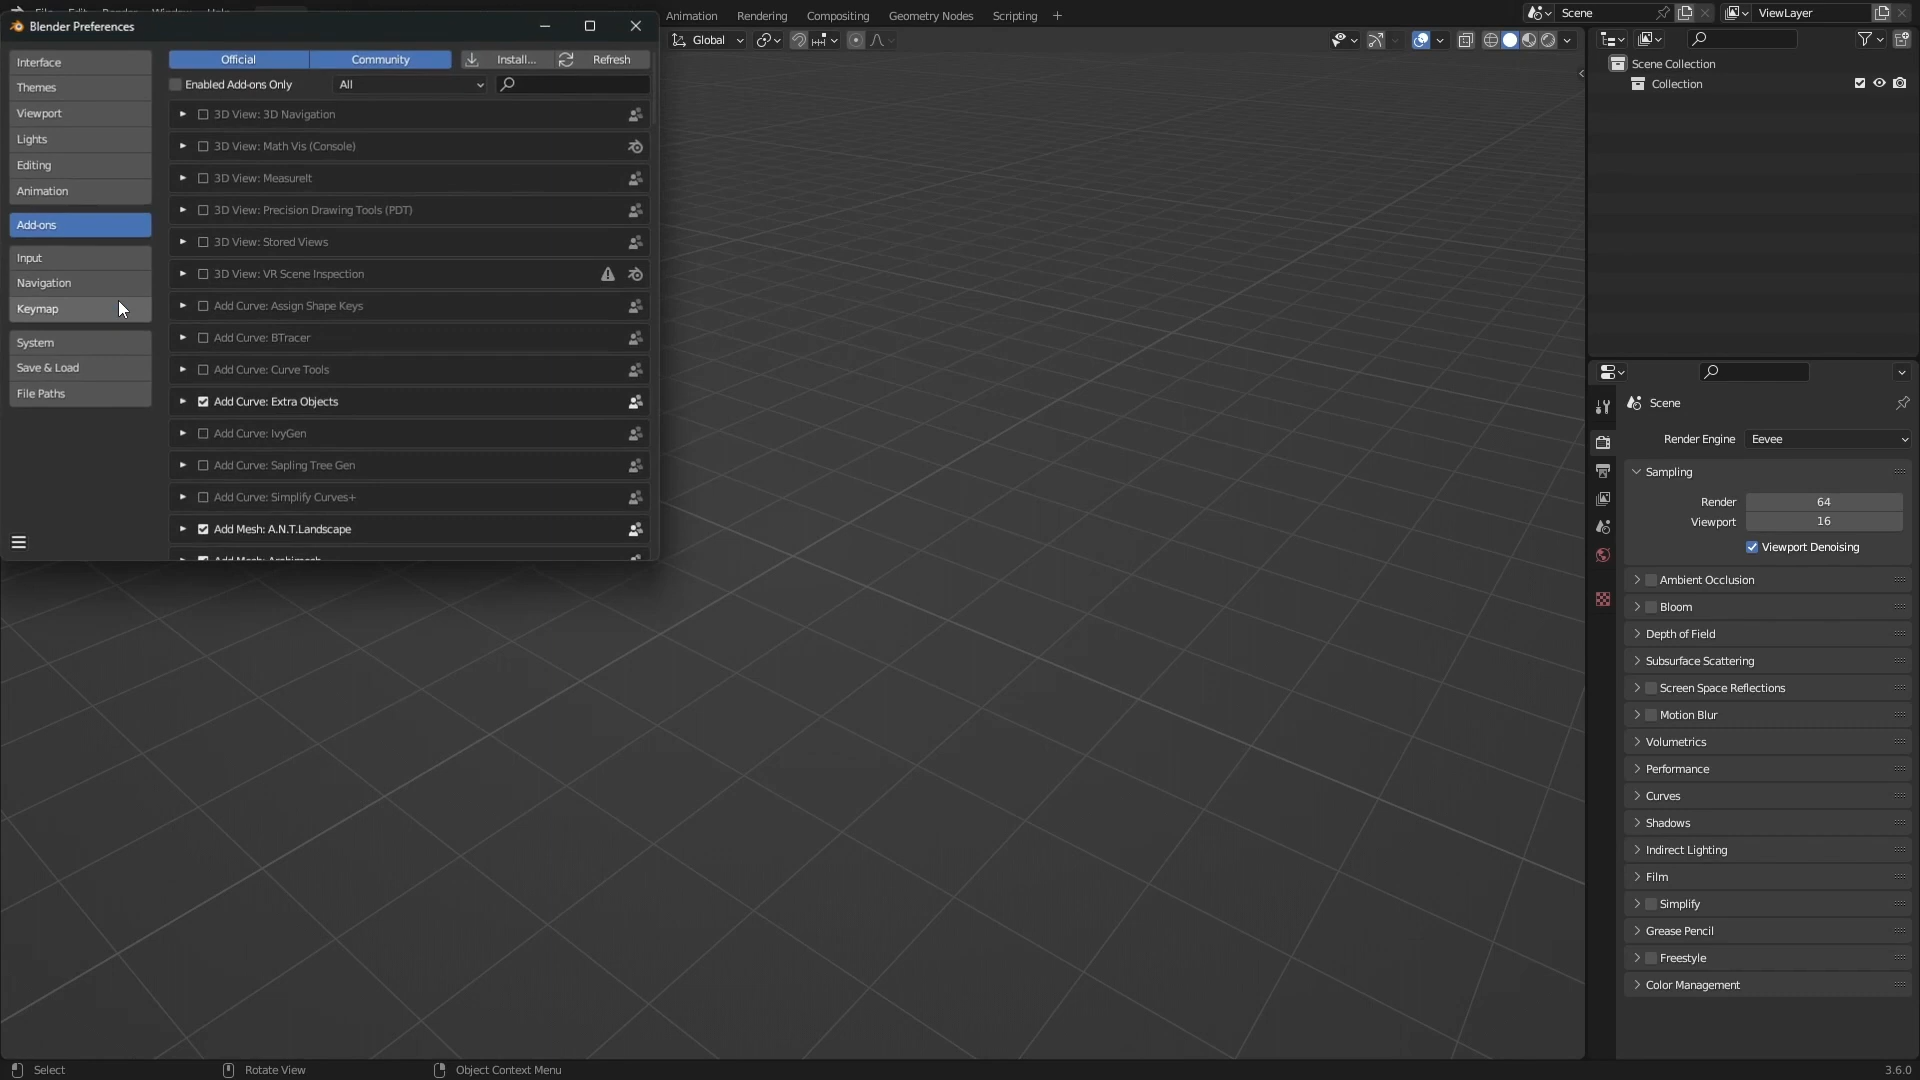 Blender Preferences
Animation
Rendering
Compositing
Geometry Nodes
Scripting
Scene
ViewLayer
Global
Interface
Themes
Viewport
Lights
Editing
Animation
Add-ons
Input
Navigation
Keymap
System
Save & Load
File Paths
Official
Community
Install...
Refresh
Enabled Add-ons Only
All
3D View: 3D Navigation
3D View: Math Vis (Console)
3D View: MeasureIt
3D View: Precision Drawing Tools (PDT)
3D View: Stored Views
3D View: VR Scene Inspection
Add Curve: Assign Shape Keys
Add Curve: BTracer
Add Curve: Curve Tools
Add Curve: Extra Objects
Add Curve: IvyGen
Add Curve: Sapling Tree Gen
Add Curve: Simplify Curves+
Add Mesh: A.N.T.Landscape
Add Mesh: Archimesh
Scene Collection
Collection
Scene
Render Engine
Eevee
Sampling
Render
64
Viewport
16
Viewport Denoising
Ambient Occlusion
Bloom
Depth of Field
Subsurface Scattering
Screen Space Reflections
Motion Blur
Volumetrics
Performance
Curves
Shadows
Indirect Lighting
Film
Simplify
Grease Pencil
Freestyle
Color Management
Select
Rotate View
Object Context Menu
3.6.0